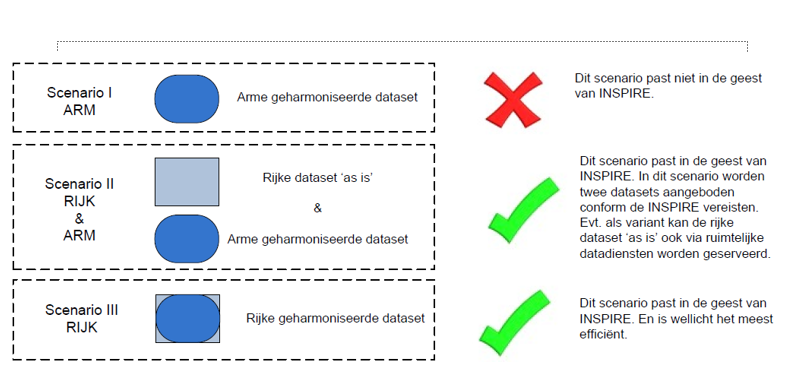 Scenario I
ARM
Arme geharmoniseerde dataset
Dit scenario past niet in de geest
van INSPIRE.
Scenario II
RIJK
&
ARM
Rijke dataset ‘as is’
&
Arme geharmoniseerde dataset
Dit scenario past in de geest van
INSPIRE. In dit scenario worden
twee datasets aangeboden
conform de INSPIRE vereisten.
Evt. als variant kan de rijke
dataset ‘as is’ ook via ruimtelijke
datadiensten worden geserveerd.
Scenario III
RIJK
Rijke geharmoniseerde dataset
Dit scenario past in de geest van
INSPIRE. En is wellicht het meest
efficiënt.